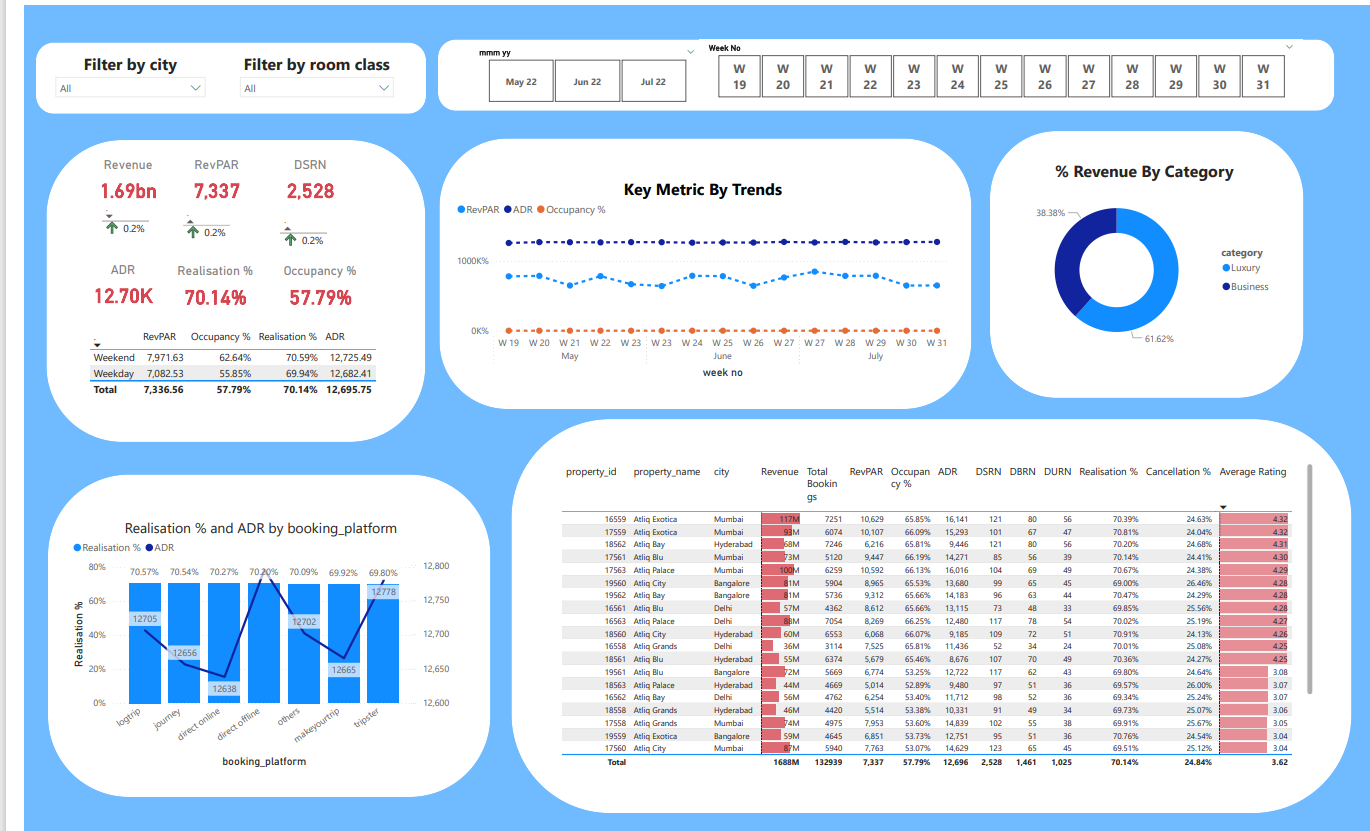 Filter by city
All
Filter by room class
All
mmm yy
May 22
Jun 22
Jul 22
Week No
W 19
W 20
W 21
W 22
W 23
W 24
W 25
W 26
W 27
W 28
W 29
W 30
W 31
Revenue RevPAR DSRN
1.69bn 7,337 2,528
0.2% 0.2% 0.2%
ADR Realisation % Occupancy %
12.70K 70.14% 57.79%
RevPAR Occupancy % Realisation % ADR
Weekend 7,971.63 62.64% 70.59% 12,725.49
Weekday 7,082.53 55.85% 69.94% 12,682.41
Total 7,336.56 57.79% 70.14% 12,695.75
Key Metric By Trends
RevPAR ADR Occupancy %
1000K%
0K%
W 19 W 20 W 21 W 22 W 23 W 23 W 24 W 25 W 26 W 27 W 27 W 28 W 29 W 30 W 31
May June July
week no
% Revenue By Category
38.38%
61.62%
category
Luxury
Business
Realisation % and ADR by booking_platform
Realisation % ADR
Realisation %
80%
60%
40%
20%
0%
70.57% 70.54% 70.27% 70.20% 70.09% 69.92% 69.80%
12705
12656
12638
12702
12665
12778
12,800
12,750
12,700
12,650
12,600
logtrip
journey
direct online
direct offline
others
makeyourtrip
tripster
booking_platform
property_id property_name city Revenue Total Bookin gs RevPAR Occupan cy % ADR DSRN DBRN DURN Realisation % Cancellation % Average Rating
16559 Atliq Exotica Mumbai 117M 7251 10,629 65.85% 16,141 121 80 56 70.39% 24.63% 4.32
17559 Atliq Exotica Mumbai 93M 6074 10,107 66.09% 15,293 101 67 47 70.81% 24.04% 4.32
18562 Atliq Bay Hyderabad 68M 7246 6,216 65.81% 9,446 121 80 56 70.20% 24.68% 4.31
17561 Atliq Blu Mumbai 73M 5120 9,447 66.19% 14,271 85 56 39 70.14% 24.41% 4.30
17563 Atliq Palace Mumbai 100M 6259 10,592 66.13% 16,016 104 69 49 70.67% 24.38% 4.29
19560 Atliq City Bangalore 81M 5904 8,965 65.53% 13,680 99 65 45 69.00% 26.46% 4.28
19562 Atliq Bay Bangalore 81M 5736 9,312 65.66% 14,183 96 63 44 70.47% 24.29% 4.28
16561 Atliq Blu Delhi 57M 4362 8,612 65.66% 13,115 73 48 33 69.85% 25.56% 4.28
16563 Atliq Palace Delhi 88M 7054 8,269 66.25% 12,480 117 78 54 70.02% 25.19% 4.27
18560 Atliq City Hyderabad 60M 6553 6,068 66.07% 9,185 109 72 51 70.91% 24.13% 4.26
16558 Atliq Grands Delhi 36M 3114 7,525 65.81% 11,436 52 34 24 70.01% 25.08% 4.25
18561 Atliq Blu Hyderabad 55M 6374 5,679 65.46% 8,676 107 70 49 70.36% 24.27% 4.25
19561 Atliq Blu Bangalore 72M 5669 6,774 53.25% 12,722 117 62 43 69.80% 24.64% 3.08
18563 Atliq Palace Hyderabad 44M 4669 5,014 52.89% 9,480 97 51 36 69.57% 26.00% 3.07
16562 Atliq Bay Delhi 56M 4762 6,254 53.40% 11,712 98 52 36 69.34% 25.24% 3.07
18558 Atliq Grands Hyderabad 46M 4420 5,514 53.38% 10,331 91 49 34 69.73% 25.07% 3.06
17558 Atliq Grands Mumbai 74M 4975 7,953 53.60% 14,839 102 55 38 69.91% 25.67% 3.05
19559 Atliq Exotica Bangalore 59M 4645 6,851 53.73% 12,751 95 51 36 70.76% 24.54% 3.04
17560 Atliq City Mumbai 87M 5940 7,763 53.07% 14,629 123 65 45 69.51% 25.12% 3.04
Total 1688M 132939 7,337 57.79% 12,696 2,528 1,461 1,025 70.14% 24.84% 3.62